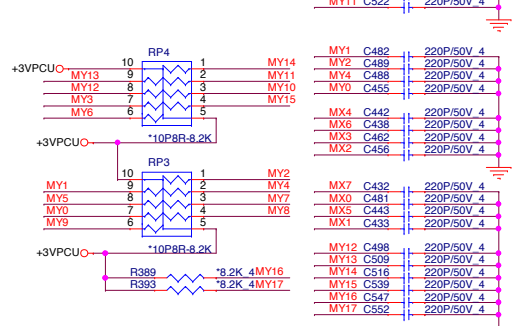 MY11 C522 220P/50V_4
RP4
+3VPCU 10 1 MY14
MY13 9 2 MY11
MY12 8 3 MY10
MY3 7 4 MY15
MY6 6 5
*10P8R-8.2K
+3VPCU
RP3
10 1 MY2
MY1 9 2 MY4
MY5 8 3 MY7
MY0 7 4 MY8
MY9 6 5
*10P8R-8.2K
+3VPCU
R389 *8.2K_4 MY16
R393 *8.2K_4 MY17
MY1 C482 220P/50V_4
MY2 C489 220P/50V_4
MY4 C488 220P/50V_4
MY0 C455 220P/50V_4
MX4 C442 220P/50V_4
MX6 C438 220P/50V_4
MX3 C462 220P/50V_4
MX2 C456 220P/50V_4
MX7 C432 220P/50V_4
MX0 C481 220P/50V_4
MX5 C443 220P/50V_4
MX1 C433 220P/50V_4
MY12 C498 220P/50V_4
MY13 C509 220P/50V_4
MY14 C516 220P/50V_4
MY15 C539 220P/50V_4
MY16 C547 220P/50V_4
MY17 C552 220P/50V_4